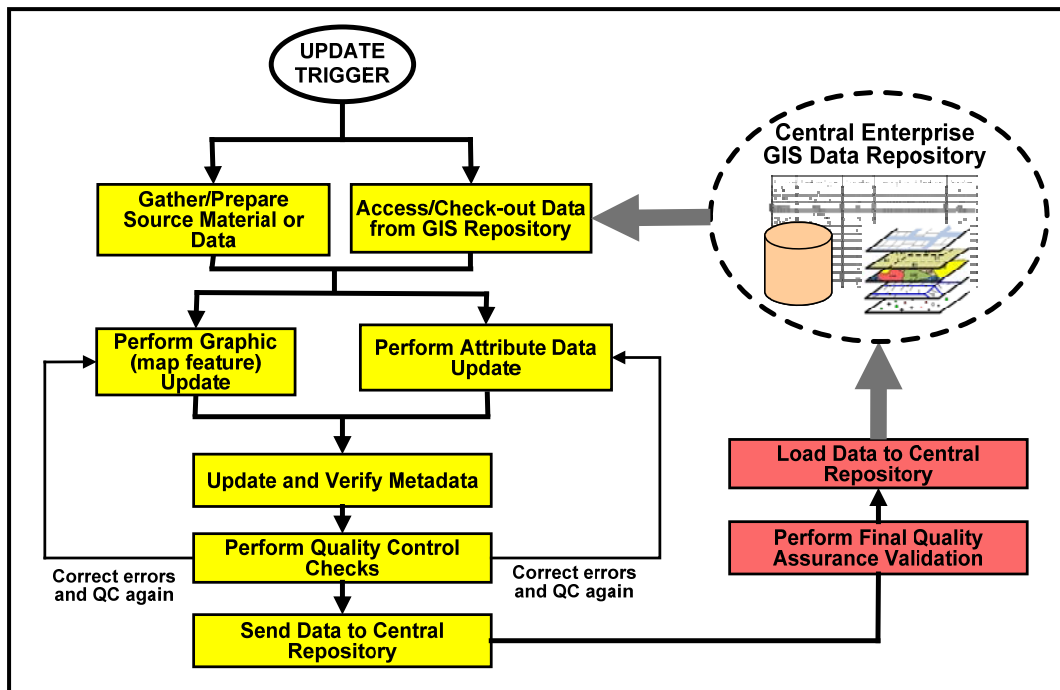 UPDATE
TRIGGER
Central Enterprise
GIS Data Repository
Gather/Prepare
Source Material or
Data
Access/Check-out Data
from GIS Repository
Perform Graphic
(map feature)
Update
Perform Attribute Data
Update
Update and Verify Metadata
Perform Quality Control
Checks
Correct errors
and QC again
Correct errors
and QC again
Send Data to Central
Repository
Load Data to Central
Repository
Perform Final Quality
Assurance Validation